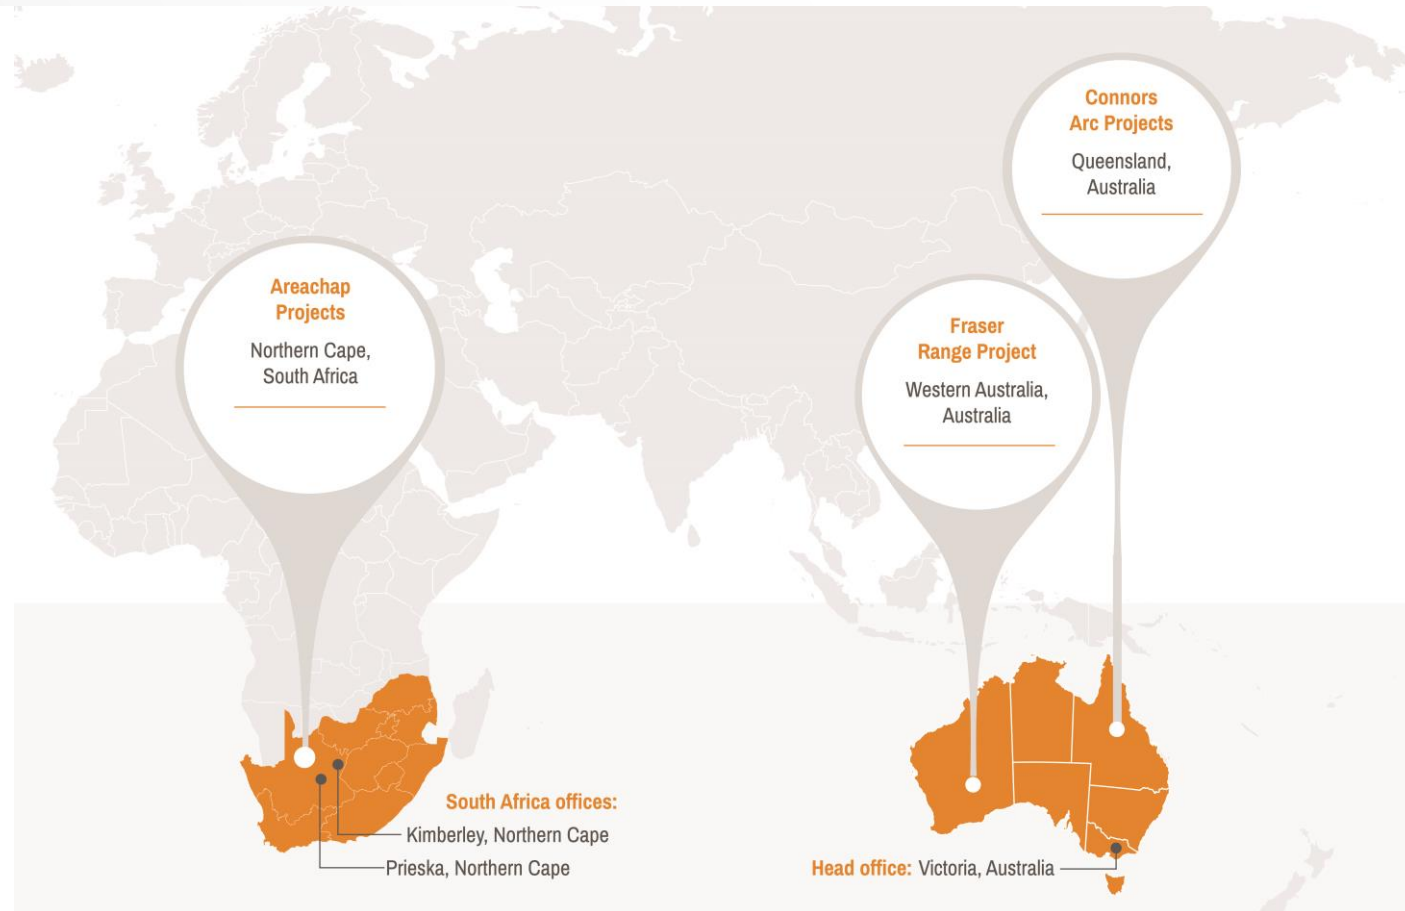 Connors
Arc Projects
Queensland,
Australia
Areachap
Projects
Northern Cape,
South Africa
Fraser
Range Project
Western Australia,
Australia
South Africa offices:
Kimberley, Northern Cape
Prieska, Northern Cape
Head office: Victoria, Australia